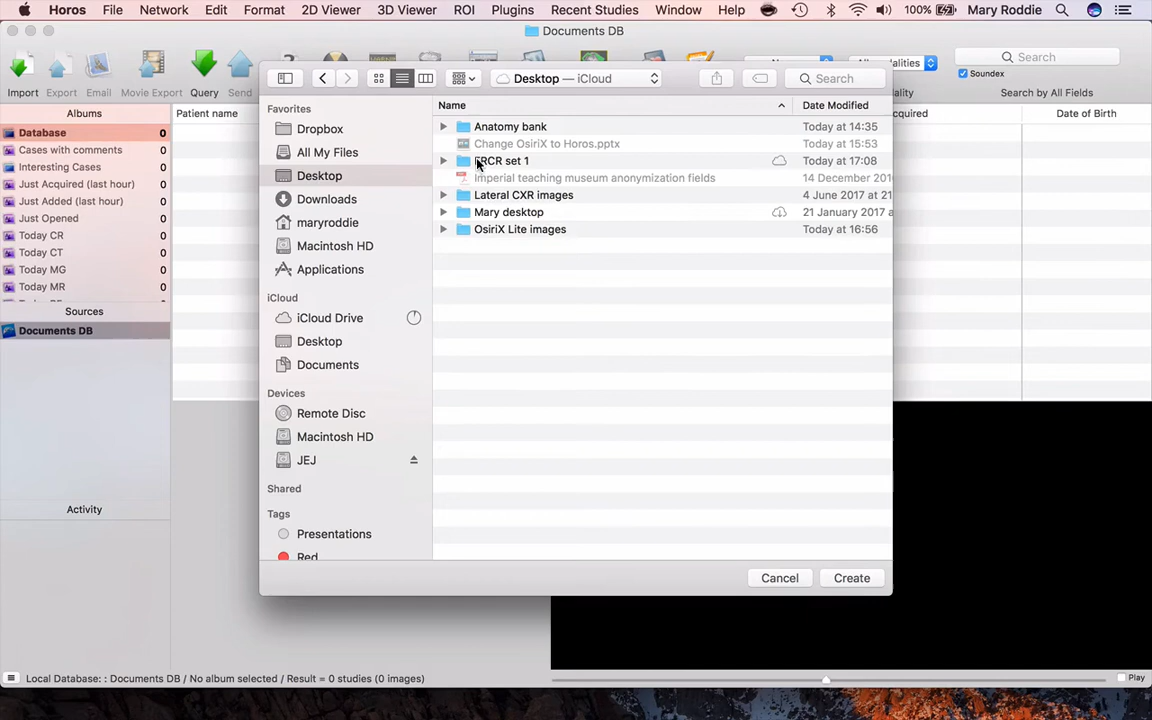 Horos File Network Edit Format 2D Viewer 3D Viewer ROI Plugins Recent Studies Window Help 100% Mary Roddie
Documents DB
Import Export Email Movie Export Query Send
Search
Soundex
Search by All Fields
Albums
Database 0
Cases with comments 0
Interesting Cases 0
Just Acquired (last hour) 0
Just Added (last hour) 0
Just Opened 0
Today CR 0
Today CT 0
Today MG 0
Today MR 0
Sources
Documents DB
Activity
Patient name
Date of Birth
Desktop — iCloud
Search
Favorites
Dropbox
All My Files
Desktop
Downloads
maryroddie
Macintosh HD
Applications
iCloud
iCloud Drive
Desktop
Documents
Devices
Remote Disc
Macintosh HD
JEJ
Shared
Tags
Presentations
Red
Name Date Modified
Anatomy bank Today at 14:35
Change OsiriX to Horos.pptx Today at 15:53
FRCR set 1 Today at 17:08
Imperial teaching museum anonymization fields 14 December 201
Lateral CXR images 4 June 2017 at 21
Mary desktop 21 January 2017 a
OsiriX Lite images Today at 16:56
Cancel Create
Local Database: : Documents DB / No album selected / Result = 0 studies (0 images)
Play